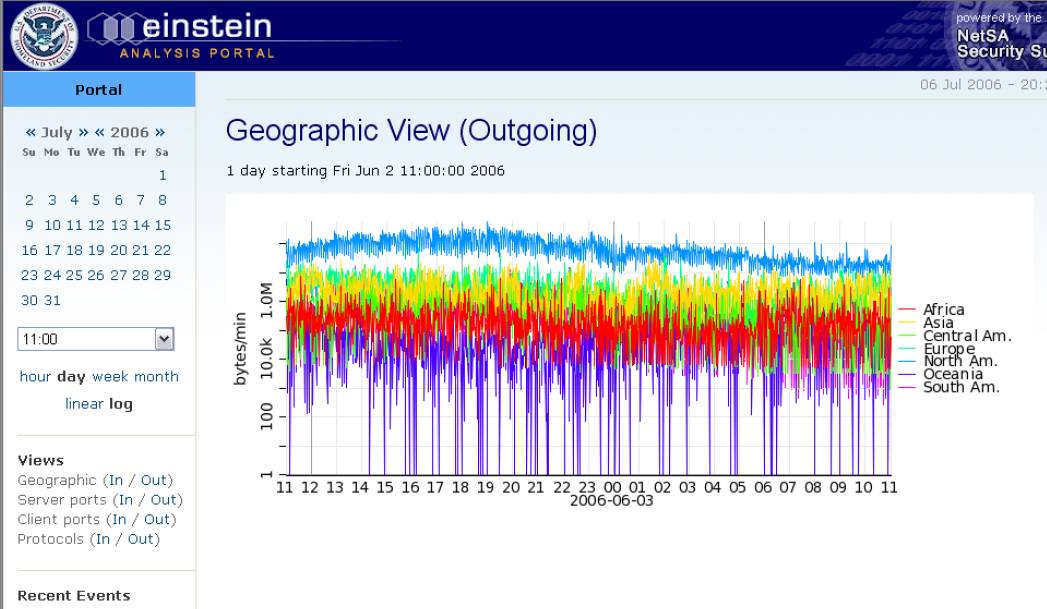 U.S. DEPARTMENT OF
HOMELAND SECURITY
einstein
ANALYSIS PORTAL
powered by the
NetSA
Security Su
Portal
06 Jul 2006 - 20:
« July » « 2006 »
Su Mo Tu We Th Fr Sa
1
2 3 4 5 6 7 8
9 10 11 12 13 14 15
16 17 18 19 20 21 22
23 24 25 26 27 28 29
30 31
11:00
hour day week month
linear log
Views
Geographic (In / Out)
Server ports (In / Out)
Client ports (In / Out)
Protocols (In / Out)
Recent Events
Geographic View (Outgoing)
1 day starting Fri Jun 2 11:00:00 2006
bytes/min
1.0M
10.0k
100
1
11 12 13 14 15 16 17 18 19 20 21 22 23 00 01 02 03 04 05 06 07 08 09 10 11
2006-06-03
Africa
Asia
Central Am.
Europe
North Am.
Oceania
South Am.